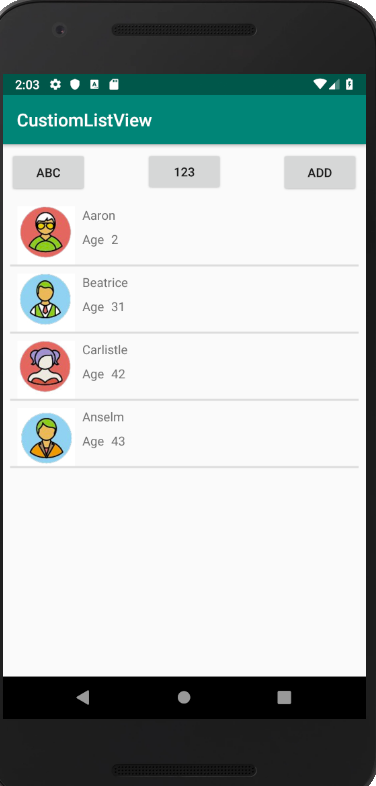 2:03
CustiomListView
ABC 123 ADD
Aaron
Age 2
Beatrice
Age 31
Carlistle
Age 42
Anselm
Age 43